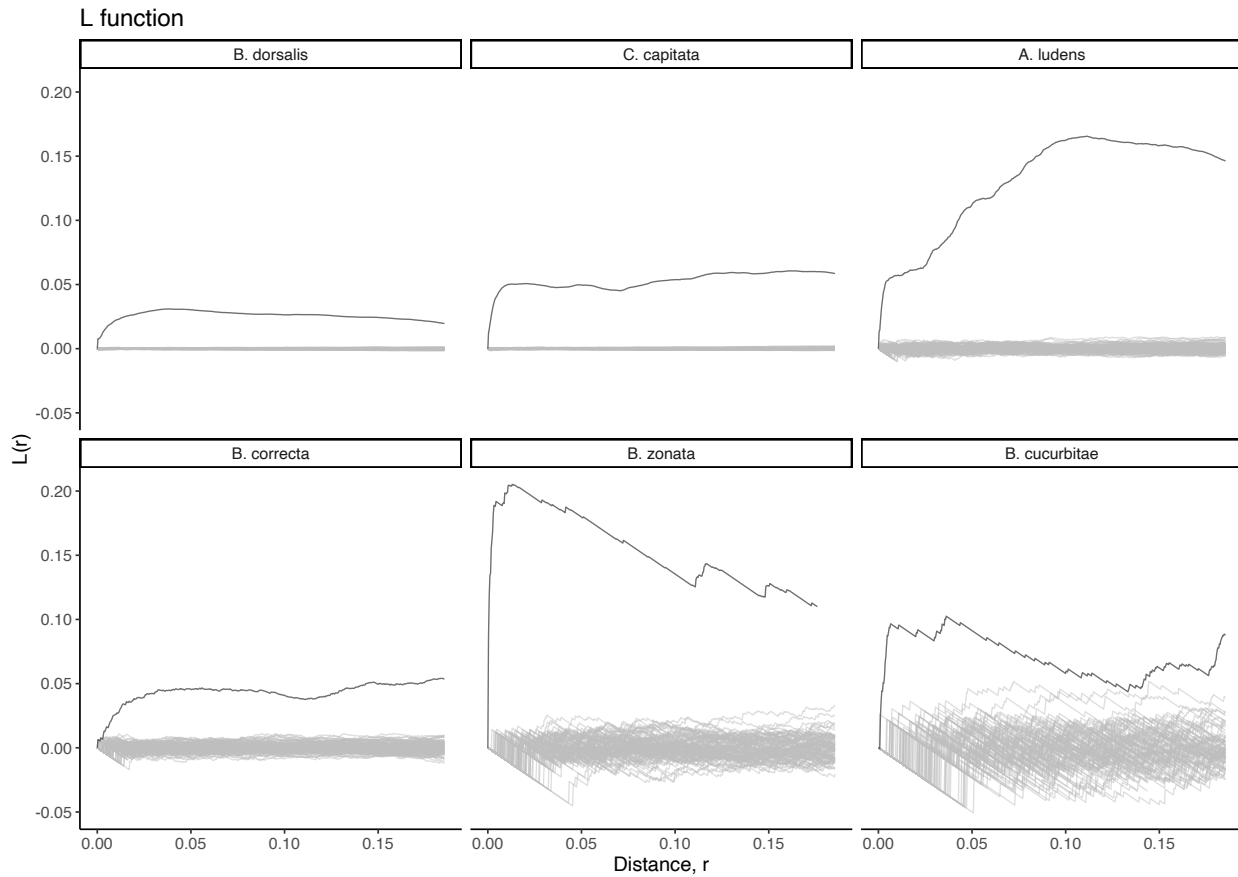 L function
B. dorsalis
C. capitata
A. ludens
0.20
0.15
0.10
0.05
0.00
-0.05
L(r)
B. correcta
B. zonata
B. cucurbitae
0.20
0.15
0.10
0.05
0.00
-0.05
0.00 0.05 0.10 0.15
0.00 0.05 0.10 0.15
0.00 0.05 0.10 0.15
Distance, r